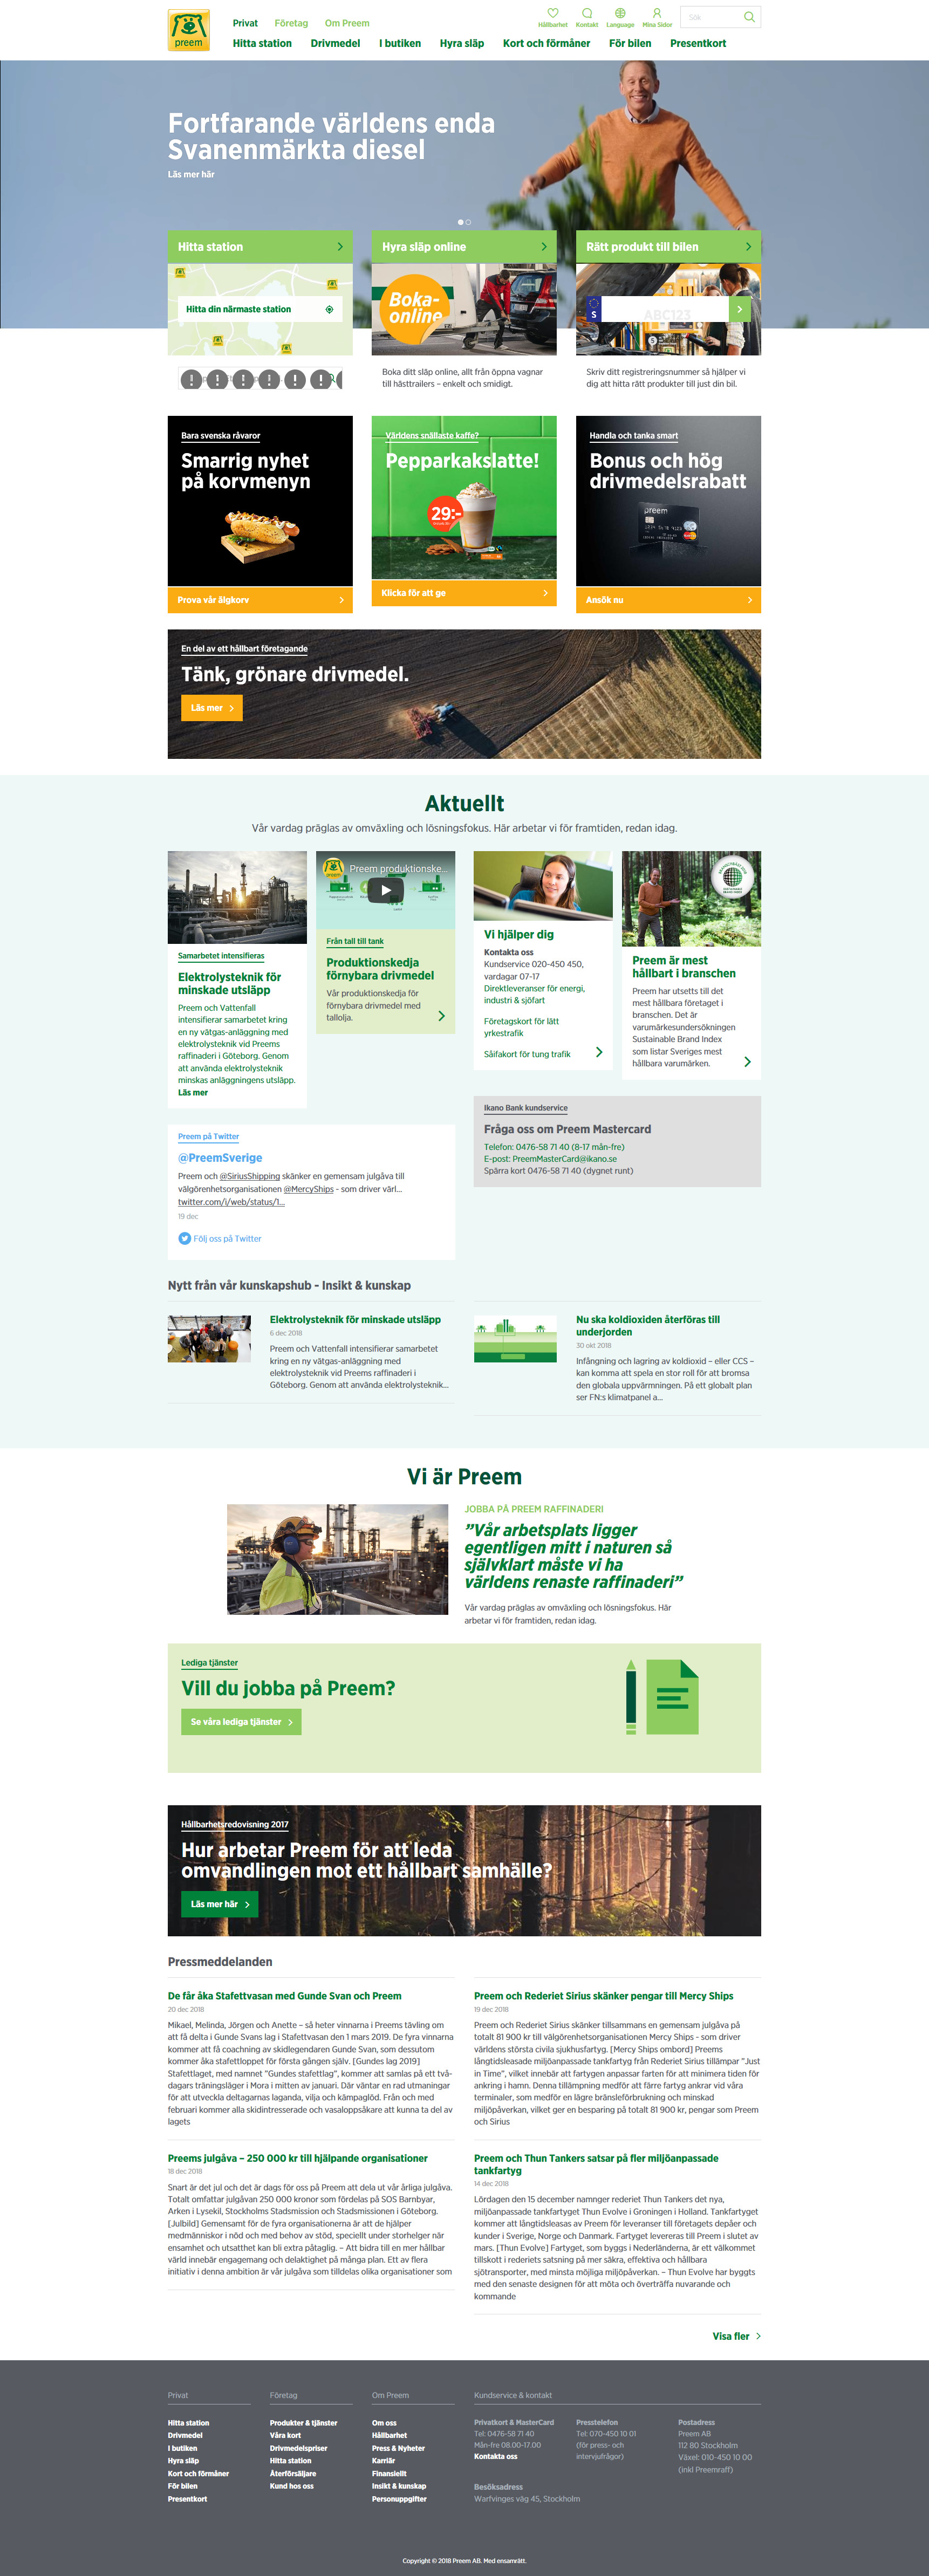 preem
Privat
Företag
Om Preem
Hållbarhet
Kontakt
Language
Mina Sidor
Sök
Hitta station
Drivmedel
I butiken
Hyra släp
Kort och förmåner
För bilen
Presentkort
Fortfarande världens enda
Svanenmärkta diesel
Läs mer här
Hitta station
Hitta din närmaste station
Hyra släp online
Boka-
online
Boka ditt släp online, allt från öppna vagnar
till hästtrailers – enkelt och smidigt.
Rätt produkt till bilen
S
ABC123
Skriv ditt registreringsnummer så hjälper vi
dig att hitta rätt produkter till just din bil.
Bara svenska råvaror
Smarrig nyhet
på korvmenyn
Prova vår älgkorv
Världens snällaste kaffe?
Pepparkakslatte!
29:-
Klicka för att ge
Handla och tanka smart
Bonus och hög
drivmedelsrabatt
preem
Ansök nu
En del av ett hållbart företagande
Tänk, grönare drivmedel.
Läs mer
Aktuellt
Vår vardag präglas av omväxling och lösningsfokus. Här arbetar vi för framtiden, redan idag.
Samarbetet intensifieras
Elektrolysteknik för
minskade utsläpp
Preem och Vattenfall
intensifierar samarbetet kring
en ny vätgas-anläggning med
elektrolysteknik vid Preems
raffinaderi i Göteborg. Genom
att använda elektrolysteknik
minskas anläggningens utsläpp.
Läs mer
Preem produktionske...
Från tall till tank
Produktionskedja
förnybara drivmedel
Vår produktionskedja för
förnybara drivmedel med
tallolja.
Vi hjälper dig
Kontakta oss
Kundservice 020-450 450,
vardagar 07-17
Direktleveranser för energi,
industri & sjöfart
Företagskort för lätt
yrkestrafik
Såifakort för tung trafik
Preem är mest
hållbart i branschen
Preem har utsetts till det
mest hållbara företaget i
branschen. Det är
varumärkesundersökningen
Sustainable Brand Index
som listar Sveriges mest
hållbara varumärken.
Preem på Twitter
@PreemSverige
Preem och @SiriusShipping skänker en gemensam julgåva till
välgörenhetsorganisationen @MercyShips - som driver värl...
twitter.com/i/web/status/1...
19 dec
Följ oss på Twitter
Ikano Bank kundservice
Fråga oss om Preem Mastercard
Telefon: 0476-58 71 40 (8-17 mån-fre)
E-post: PreemMasterCard@ikano.se
Spärra kort 0476-58 71 40 (dygnet runt)
Nytt från vår kunskapshub - Insikt & kunskap
Elektrolysteknik för minskade utsläpp
6 dec 2018
Preem och Vattenfall intensifierar samarbetet
kring en ny vätgas-anläggning med
elektrolysteknik vid Preems raffinaderi i
Göteborg. Genom att använda elektrolysteknik...
Nu ska koldioxiden återföras till
underjorden
30 okt 2018
Infångning och lagring av koldioxid – eller CCS –
kan komma att spela en stor roll för att bromsa
den globala uppvärmningen. På ett globalt plan
ser FN:s klimatpanel a...
Vi är Preem
JOBBA PÅ PREEM RAFFINADERI
”Vår arbetsplats ligger
egentligen mitt i naturen så
självklart måste vi ha
världens renaste raffinaderi”
Vår vardag präglas av omväxling och lösningsfokus. Här
arbetar vi för framtiden, redan idag.
Lediga tjänster
Vill du jobba på Preem?
Se våra lediga tjänster
Hållbarhetsredovisning 2017
Hur arbetar Preem för att leda
omvandlingen mot ett hållbart samhälle?
Läs mer här
Pressmeddelanden
De får åka Stafettvasan med Gunde Svan och Preem
20 dec 2018
Mikael, Melinda, Jörgen och Anette – så heter vinnarna i Preems tävling om
att få delta i Gunde Svans lag i Stafettvasan den 1 mars 2019. De fyra vinnarna
kommer att få coachning av skidlegendaren Gunde Svan, som dessutom
kommer åka stafettloppet för första gången själv. [Gundes lag 2019]
Stafettlaget, med namnet "Gundes stafettlag", kommer att samlas på ett två-
dagars träningsläger i Mora i mitten av januari. Där väntar en rad utmaningar
för att utveckla deltagarnas laganda, vilja och kämpaglöd. Från och med
februari kommer alla skidintresserade och vasaloppsåkare att kunna ta del av
lagets
Preem och Rederiet Sirius skänker pengar till Mercy Ships
19 dec 2018
Preem och Rederiet Sirius skänker tillsammans en gemensam julgåva på
totalt 81 900 kr till välgörenhetsorganisationen Mercy Ships - som driver
världens största civila sjukhusfartyg. [Mercy Ships ombord] Preems
långtidsleasade miljöanpassade tankfartyg från Rederiet Sirius tillämpar "Just
in Time", vilket innebär att fartygen anpassar farten för att minimera tiden för
ankring i hamn. Denna tillämpning medför att färre fartyg ankrar vid våra
terminaler, som medför en lägre bränsleförbrukning och minskad
miljöpåverkan, vilket ger en besparing på totalt 81 900 kr, pengar som Preem
och Sirius
Preems julgåva – 250 000 kr till hjälpande organisationer
18 dec 2018
Snart är det jul och det är dags för oss på Preem att dela ut vår årliga julgåva.
Totalt omfattar julgåvan 250 000 kronor som fördelas på SOS Barnbyar,
Arken i Lysekil, Stockholms Stadsmission och Stadsmissionen i Göteborg.
[Julbild] Gemensamt för de fyra organisationerna är att de hjälper
medmänniskor i nöd och med behov av stöd, speciellt under storhelger när
ensamheten och utsatthet kan bli extra påtaglig. – Att bidra till en mer hållbar
värld innebär engagemang och delaktighet på många plan. Ett av flera
initiativ i denna ambition är vår julgåva som tilldelas olika organisationer som
Preem och Thun Tankers satsar på fler miljöanpassade
tankfartyg
14 dec 2018
Lördagen den 15 december namnger rederiet Thun Tankers det nya,
miljöanpassade tankfartyget Thun Evolve i Groningen i Holland. Tankfartyget
kommer att långtidsleasas av Preem för leveranser till företagets depåer och
kunder i Sverige, Norge och Danmark. Fartyget levereras till Preem i slutet av
mars. [Thun Evolve] Fartyget, som byggs i Nederländerna, är ett välkommet
tillskott i rederiets satsning på mer säkra, effektiva och hållbara
sjötransporter, med minsta möjliga miljöpåverkan. – Thun Evolve har byggts
med den senaste designen för att möta och överträffa nuvarande och
kommande
Visa fler
Privat
Hitta station
Drivmedel
I butiken
Hyra släp
Kort och förmåner
För bilen
Presentkort
Företag
Produkter & tjänster
Våra kort
Drivmedelspriser
Hitta station
Återförsäljare
Kund hos oss
Om Preem
Om oss
Hållbarhet
Press & Nyheter
Karriär
Finansiellt
Insikt & kunskap
Personuppgifter
Kundservice & kontakt
Privatkort & MasterCard
Tel: 0476-58 71 40
Mån-fre 08.00-17.00
Kontakta oss
Presstelefon
Tel: 070-450 10 01
(för press- och
intervjufrågor)
Postadress
Preem AB
112 80 Stockholm
Växel: 010-450 10 00
(inkl Preemraff)
Besöksadress
Warfvinges väg 45, Stockholm
Copyright © 2018 Preem AB. Med ensamrätt.